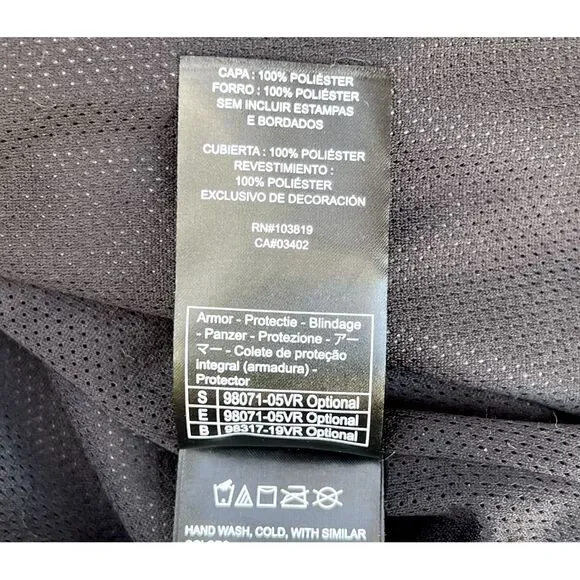 CAPA : 100% POLIÉSTER
FORRO : 100% POLIÉSTER
SEM INCLUIR ESTAMPAS
E BORDADOS
CUBIERTA : 100% POLIÉSTER
REVESTIMIENTO :
100% POLIÉSTER
EXCLUSIVO DE DECORACIÓN
RN#103819
CA#03402
Armor - Protectie - Blindage
- Panzer - Protezione - アー
マー - Colete de proteção
integral (armadura) -
Protector
S 98071-05VR Optional
E 98071-05VR Optional
B 98317-19VR Optional
HAND WASH, COLD, WITH SIMILAR